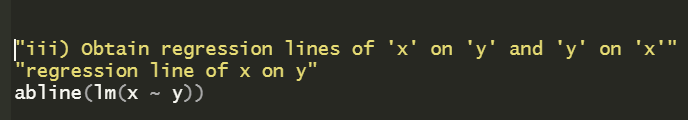 "iii) Obtain regression lines of 'x' on 'y' and 'y' on 'x'"
"regression line of x on y"
abline(lm(x ~ y))